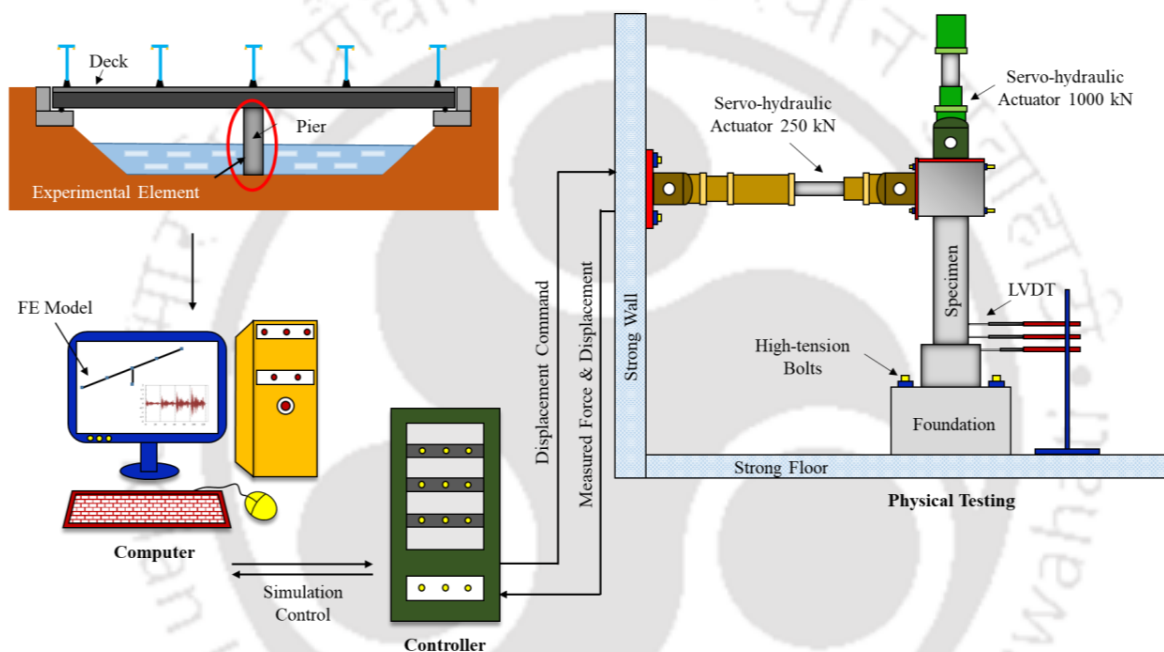 Deck
Pier
Experimental Element
FE Model
Computer
Simulation
Control
Controller
Displacement Command
Measured Force & Displacement
Strong Wall
Servo-hydraulic
Actuator 250 kN
Servo-hydraulic
Actuator 1000 kN
Specimen
LVDT
High-tension
Bolts
Foundation
Strong Floor
Physical Testing